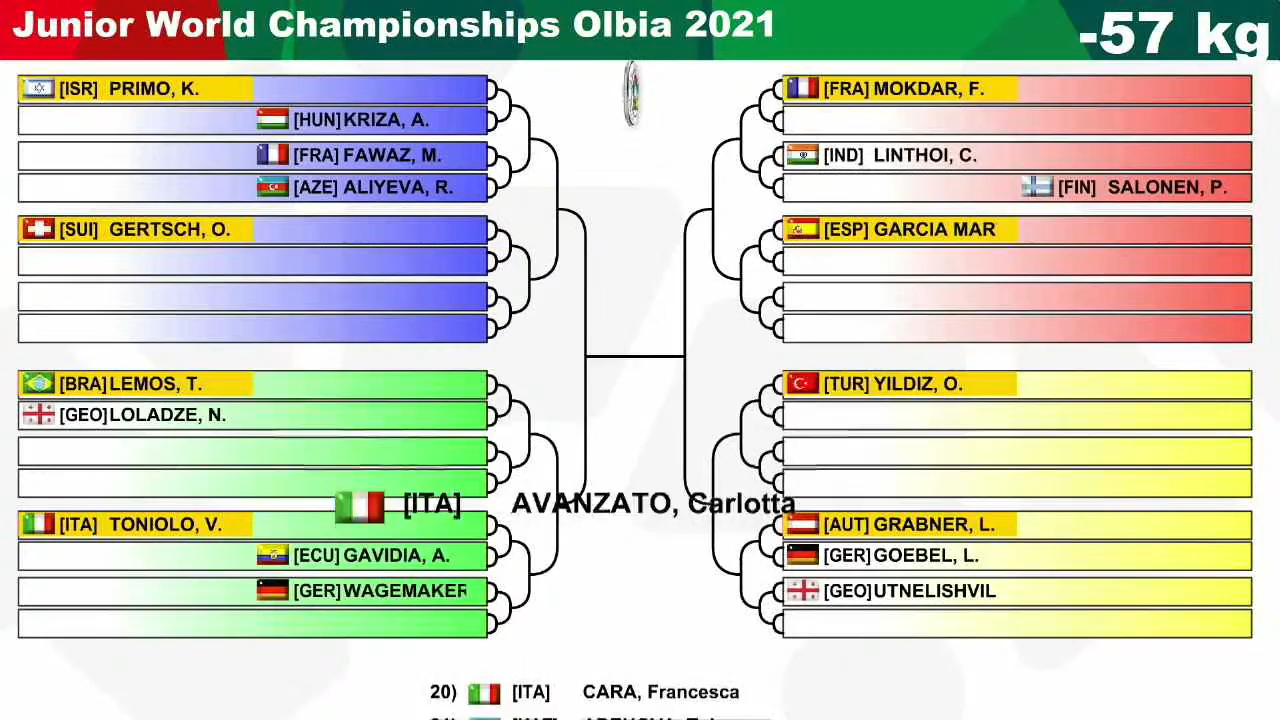 Junior World Championships Olbia 2021
-57 kg
[ISR] PRIMO, K.
[HUN] KRIZA, A.
[FRA] FAWAZ, M.
[AZE] ALIYEVA, R.
[SUI] GERTSCH, O.
[BRA] LEMOS, T.
[GEO] LOLADZE, N.
[ITA] TONIOLO, V.
[ECU] GAVIDIA, A.
[GER] WAGEMAKER
[FRA] MOKDAR, F.
[IND] LINTHOI, C.
[FIN] SALONEN, P.
[ESP] GARCIA MAR
[TUR] YILDIZ, O.
[AUT] GRABNER, L.
[GER] GOEBEL, L.
[GEO] UTNELISHVIL
[ITA] AVANZATO, Carlotta
20) [ITA] CARA, Francesca